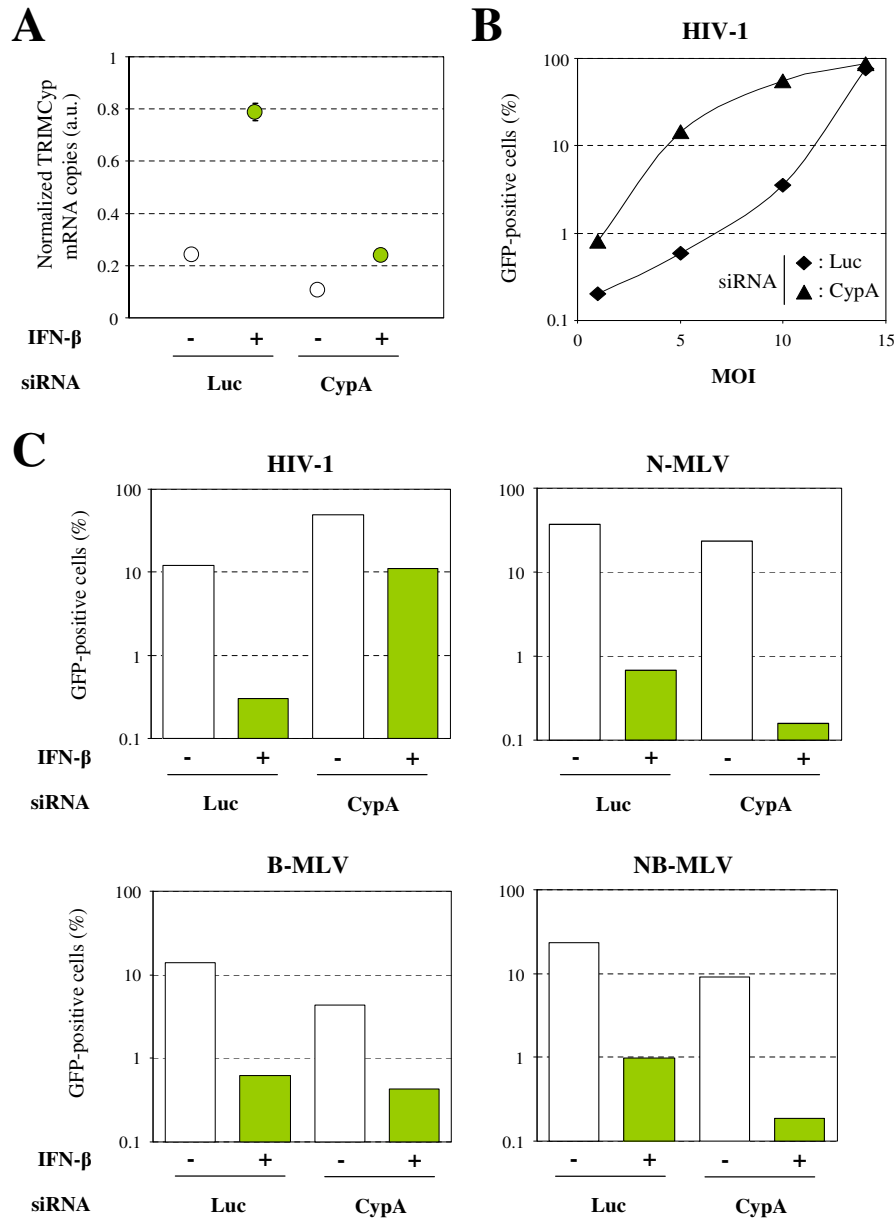 A
Normalized TRIMCyp
mRNA copies (a.u.)
1
0.8
0.6
0.4
0.2
0
IFN-β - + - +
siRNA Luc CypA
B
HIV-1
GFP-positive cells (%)
100
10
1
0.1
siRNA
: Luc
: CypA
0 5 10 15
MOI
C
HIV-1
GFP-positive cells (%)
100
10
1
0.1
IFN-β - + - +
siRNA Luc CypA
N-MLV
100
10
1
0.1
- + - +
Luc CypA
B-MLV
GFP-positive cells (%)
100
10
1
0.1
IFN-β - + - +
siRNA Luc CypA
NB-MLV
100
10
1
0.1
- + - +
Luc CypA